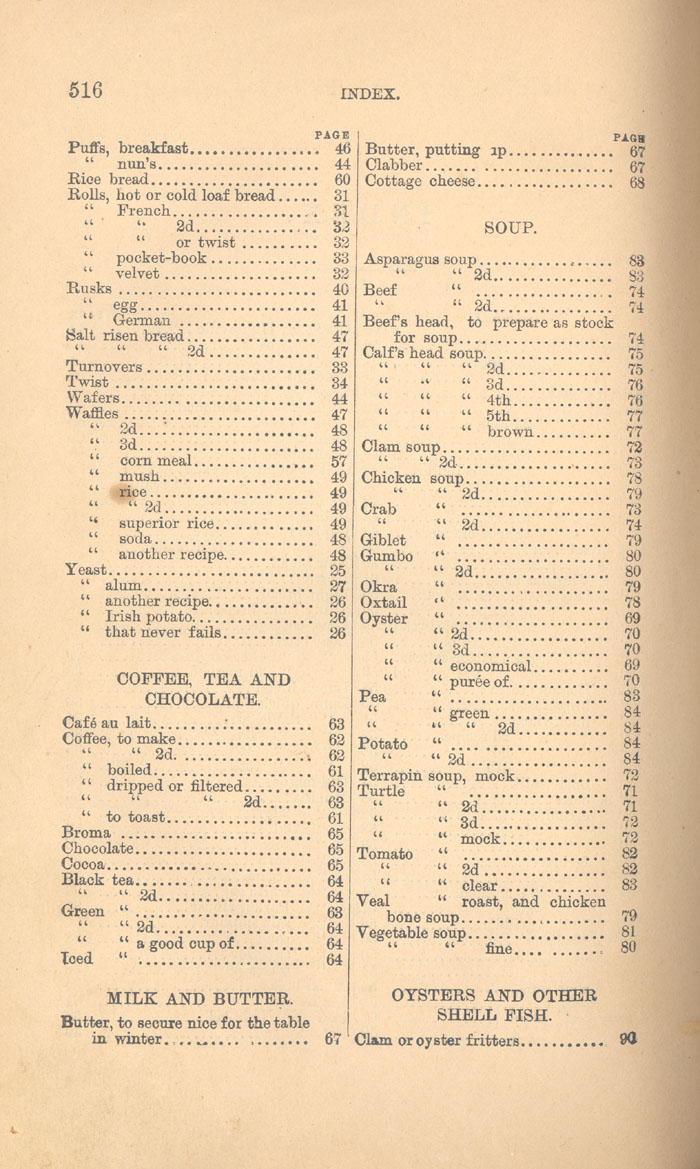 516
INDEX.
PAGE
Puffs, breakfast.................. 46
“ nun's....................... 44
Rice bread....................... 60
Rolls, hot or cold loaf bread...... 31
“ French..................... 31
“ “ 2d..................... 32
“ “ or twist .......... 32
“ pocket-book............... 33
“ velvet ..................... 32
Rusks ............................ 40
“ egg......................... 41
“ German ................... 41
Salt risen bread................... 47
“ “ “ 2d ................ 47
Turnovers........................ 33
Twist ............................ 34
Wafers........................... 44
Waffles .......................... 47
“ 2d......................... 48
“ 3d......................... 48
“ corn meal................. 57
“ mush...................... 49
“ rice........................ 49
“ “ 2d..................... 49
“ superior rice.............. 49
“ soda....................... 48
“ another recipe............ 48
Yeast............................. 25
“ alum........................ 27
“ another recipe.............. 26
“ Irish potato................. 26
“ that never fails............. 26
COFFEE, TEA AND
CHOCOLATE.
Café au lait....................... 63
Coffee, to make................... 62
“ “ 2d................... 62
“ boiled...................... 61
“ dripped or filtered......... 63
“ “ “ 2d....... 63
“ to toast..................... 61
Broma ........................... 65
Chocolate........................ 65
Cocoa............................ 65
Black tea......................... 64
“ “ 2d..................... 64
Green “ ........................ 63
“ “ 2d..................... 64
“ “ a good cup of.......... 64
Iced “ ........................ 64
MILK AND BUTTER.
Butter, to secure nice for the table
in winter...................... 67
PAGE
Butter, putting up............. 67
Clabber....................... 67
Cottage cheese................. 68
SOUP.
Asparagus soup................. 83
“ “ 2d............... 83
Beef “ ................. 74
“ “ 2d............... 74
Beef's head, to prepare as stock
for soup..................... 74
Calf's head soup................ 75
“ “ “ 2d............. 75
“ “ “ 3d............. 76
“ “ “ 4th............ 76
“ “ “ 5th............ 77
“ “ “ brown......... 77
Clam soup...................... 72
“ “ 2d................... 73
Chicken soup................... 78
“ “ 2d................ 79
Crab “ ................... 73
“ “ 2d................ 74
Giblet “ ................... 79
Gumbo “ ................... 80
“ “ 2d................ 80
Okra “ ................... 79
Oxtail “ ................... 78
Oyster “ ................... 69
“ “ 2d................. 70
“ “ 3d................. 70
“ “ economical......... 69
“ “ purée of............ 70
Pea “ .................... 83
“ “ green .............. 84
“ “ “ 2d............ 84
Potato “ .................... 84
“ “ 2d ................. 84
Terrapin soup, mock............ 72
Turtle “ .................... 71
“ “ 2d................. 71
“ “ 3d................. 72
“ “ mock.............. 72
Tomato “ .................... 82
“ “ 2d ................ 82
“ “ clear............... 83
Veal “ roast, and chicken
bone soup.................... 79
Vegetable soup.................. 81
“ “ fine............. 80
OYSTERS AND OTHER
SHELL FISH.
Clam or oyster fritters...........